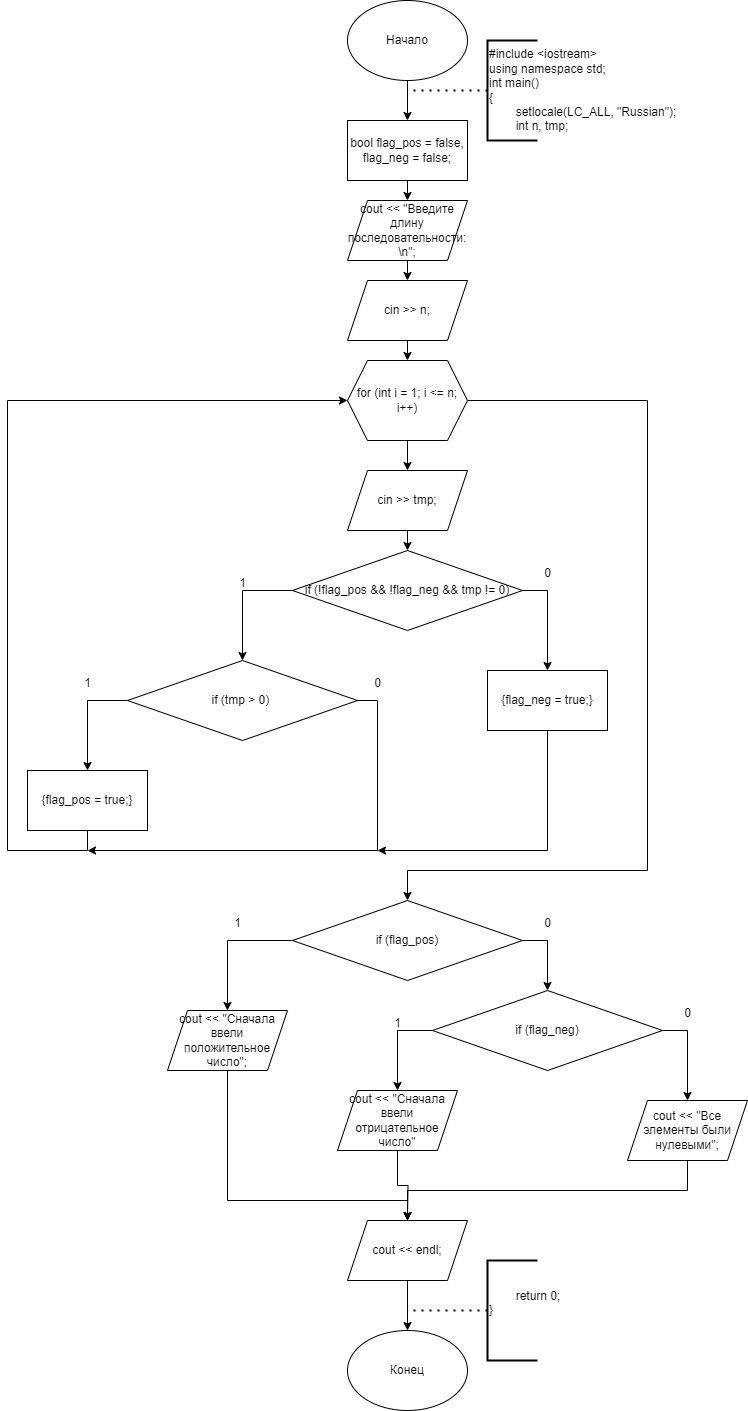 Начало
#include <iostream>
using namespace std;
int main()
{
setlocale(LC_ALL, "Russian");
int n, tmp;
bool flag_pos = false,
flag_neg = false;
cout << "Введите
длину
последовательности:
\n";
cin >> n;
for (int i = 1; i <= n;
i++)
cin >> tmp;
if (!flag_pos && !flag_neg && tmp != 0)
1
0
if (tmp > 0)
1
0
{flag_neg = true;}
{flag_pos = true;}
if (flag_pos)
1
0
cout << "Сначала
ввели
положительное
число";
if (flag_neg)
1
0
cout << "Сначала
ввели
отрицательное
число"
cout << "Все
элементы были
нулевыми";
cout << endl;
return 0;
}
Конец